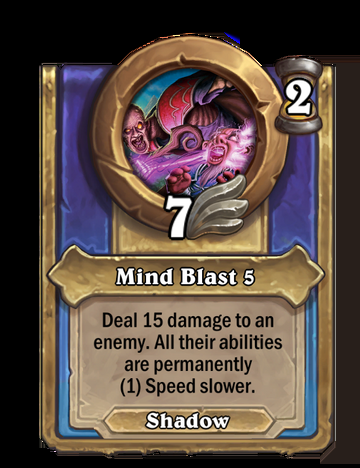 2
7
Mind Blast 5
Deal 15 damage to an
enemy. All their abilities
are permanently
(1) Speed slower.
Shadow